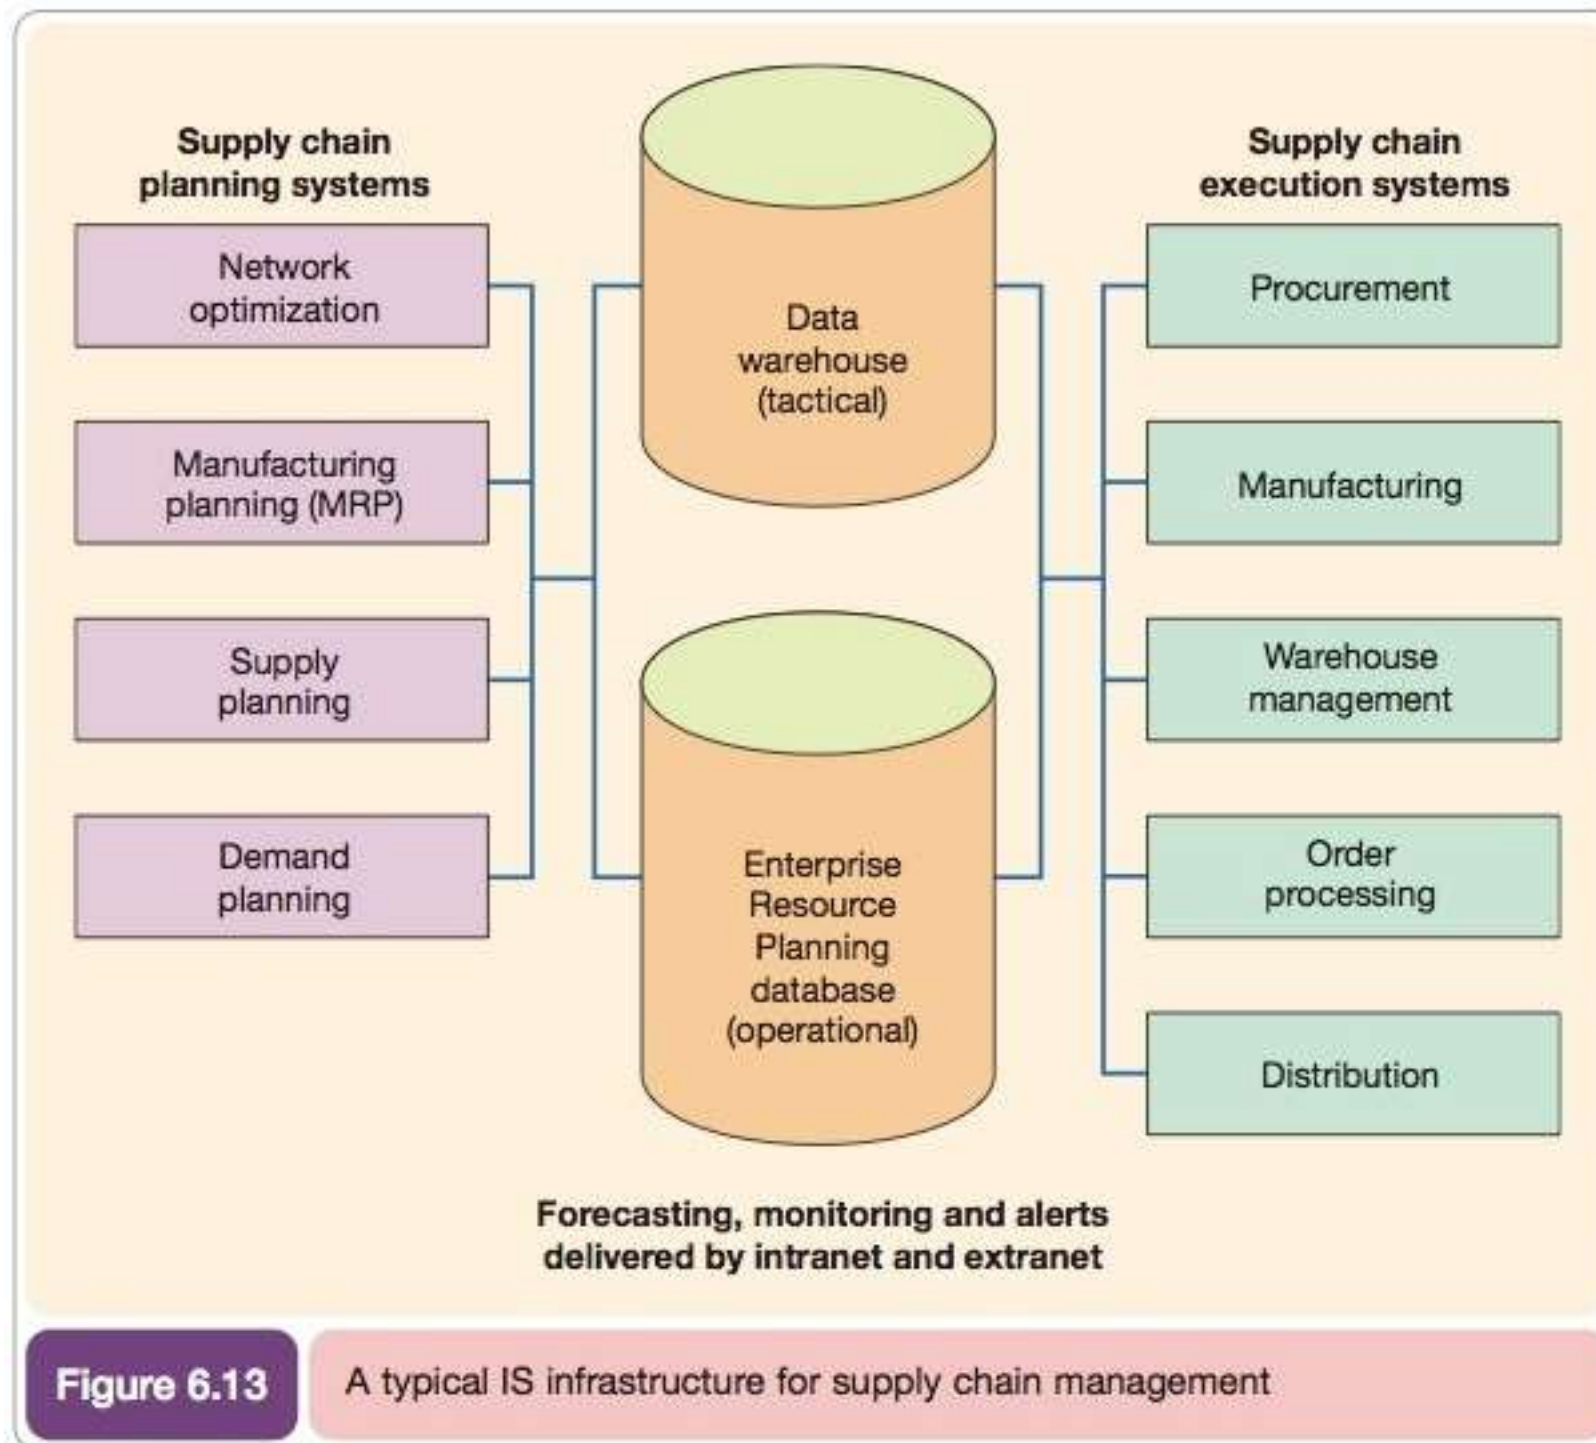 Supply chain
planning systems
Network
optimization
Manufacturing
planning (MRP)
Supply
planning
Demand
planning
Data
warehouse
(tactical)
Enterprise
Resource
Planning
database
(operational)
Supply chain
execution systems
Procurement
Manufacturing
Warehouse
management
Order
processing
Distribution
Forecasting, monitoring and alerts
delivered by intranet and extranet
Figure 6.13
A typical IS infrastructure for supply chain management